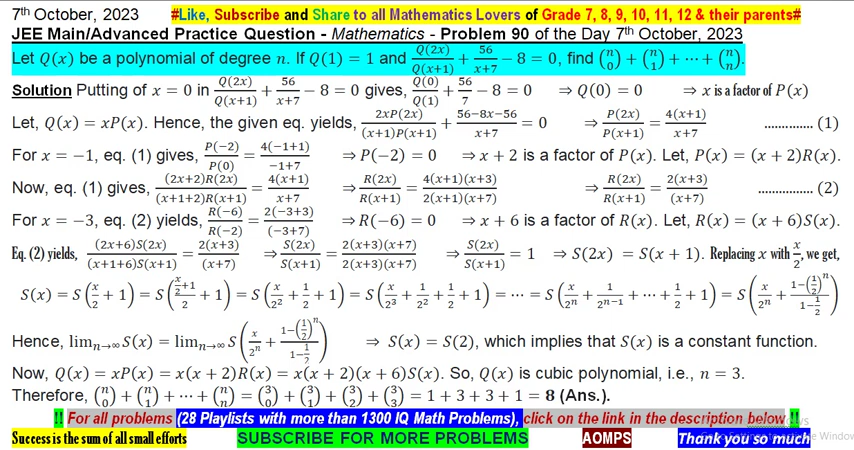 7th October, 2023 #Like, Subscribe and Share to all Mathematics Lovers of Grade 7, 8, 9, 10, 11, 12 & their parents#
JEE Main/Advanced Practice Question - Mathematics - Problem 90 of the Day 7th October, 2023
Let Q(x) be a polynomial of degree n. If Q(1) = 1 and Q(2x)/Q(x+1) + 56/x+7 − 8 = 0, find (n 0) + (n 1) + ⋯ + (n n).
Solution Putting of x = 0 in Q(2x)/Q(x+1) + 56/x+7 − 8 = 0 gives, Q(0)/Q(1) + 56/7 − 8 = 0 ⇒ Q(0) = 0 ⇒ x is a factor of P(x)
Let, Q(x) = xP(x). Hence, the given eq. yields, 2xP(2x)/(x+1)P(x+1) + 56−8x−56/x+7 = 0 ⇒ P(2x)/P(x+1) = 4(x+1)/x+7 .............. (1)
For x = −1, eq. (1) gives, P(−2)/P(0) = 4(−1+1)/−1+7 ⇒ P(−2) = 0 ⇒ x + 2 is a factor of P(x). Let, P(x) = (x + 2)R(x).
Now, eq. (1) gives, (2x+2)R(2x)/(x+1+2)R(x+1) = 4(x+1)/x+7 ⇒ R(2x)/R(x+1) = 4(x+1)(x+3)/2(x+1)(x+7) ⇒ R(2x)/R(x+1) = 2(x+3)/(x+7) ................ (2)
For x = −3, eq. (2) yields, R(−6)/R(−2) = 2(−3+3)/(−3+7) ⇒ R(−6) = 0 ⇒ x + 6 is a factor of R(x). Let, R(x) = (x + 6)S(x).
Eq. (2) yields, (2x+6)S(2x)/(x+1+6)S(x+1) = 2(x+3)/(x+7) ⇒ S(2x)/S(x+1) = 2(x+3)(x+7)/2(x+3)(x+7) ⇒ S(2x)/S(x+1) = 1 ⇒ S(2x) = S(x + 1). Replacing x with x/2, we get,
S(x) = S(x/2 + 1) = S((x/2+1)/2 + 1) = S(x/2² + 1/2 + 1) = S(x/2³ + 1/2² + 1/2 + 1) = ⋯ = S(x/2ⁿ + 1/2ⁿ⁻¹ + ⋯ + 1/2 + 1) = S(x/2ⁿ + (1−(1/2)ⁿ)/(1−1/2))
Hence, limn→∞ S(x) = limn→∞ S(x/2ⁿ + (1−(1/2)ⁿ)/(1−1/2)) ⇒ S(x) = S(2), which implies that S(x) is a constant function.
Now, Q(x) = xP(x) = x(x + 2)R(x) = x(x + 2)(x + 6)S(x). So, Q(x) is cubic polynomial, i.e., n = 3.
Therefore, (n 0) + (n 1) + ⋯ + (n n) = (3 0) + (3 1) + (3 2) + (3 3) = 1 + 3 + 3 + 1 = 8 (Ans.).
!! For all problems (28 Playlists with more than 1300 IQ Math Problems), click on the link in the description below !!
Success is the sum of all small efforts SUBSCRIBE FOR MORE PROBLEMS AOMPS Thank you so much